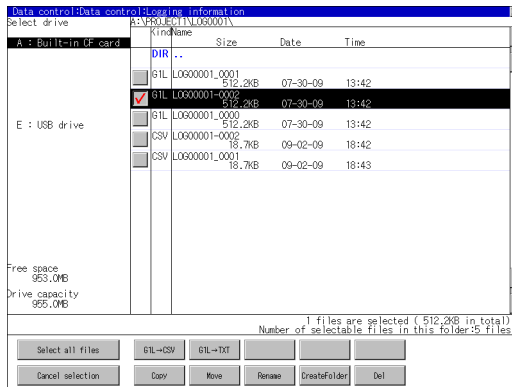 Data control:Data control:Logging information
Select drive A:\PROJECT1\LOG00001\
Kind Name
Size Date Time
A : Built-in CF card
DIR ..
G1L LOG00001_0001
512.2KB 07-30-09 13:42
G1L LOG00001-0002
512.2KB 07-30-09 13:42
G1L LOG00001_0000
512.2KB 07-30-09 13:42
E : USB drive
CSV LOG00001-0002
18.7KB 09-02-09 18:42
CSV LOG00001_0001
18.7KB 09-02-09 18:43
Free space
953.0MB
Drive capacity
955.0MB
1 files are selected ( 512.2KB in total)
Number of selectable files in this folder:5 files
Select all files G1L→CSV G1L→TXT
Cancel selection Copy Move Rename CreateFolder Del